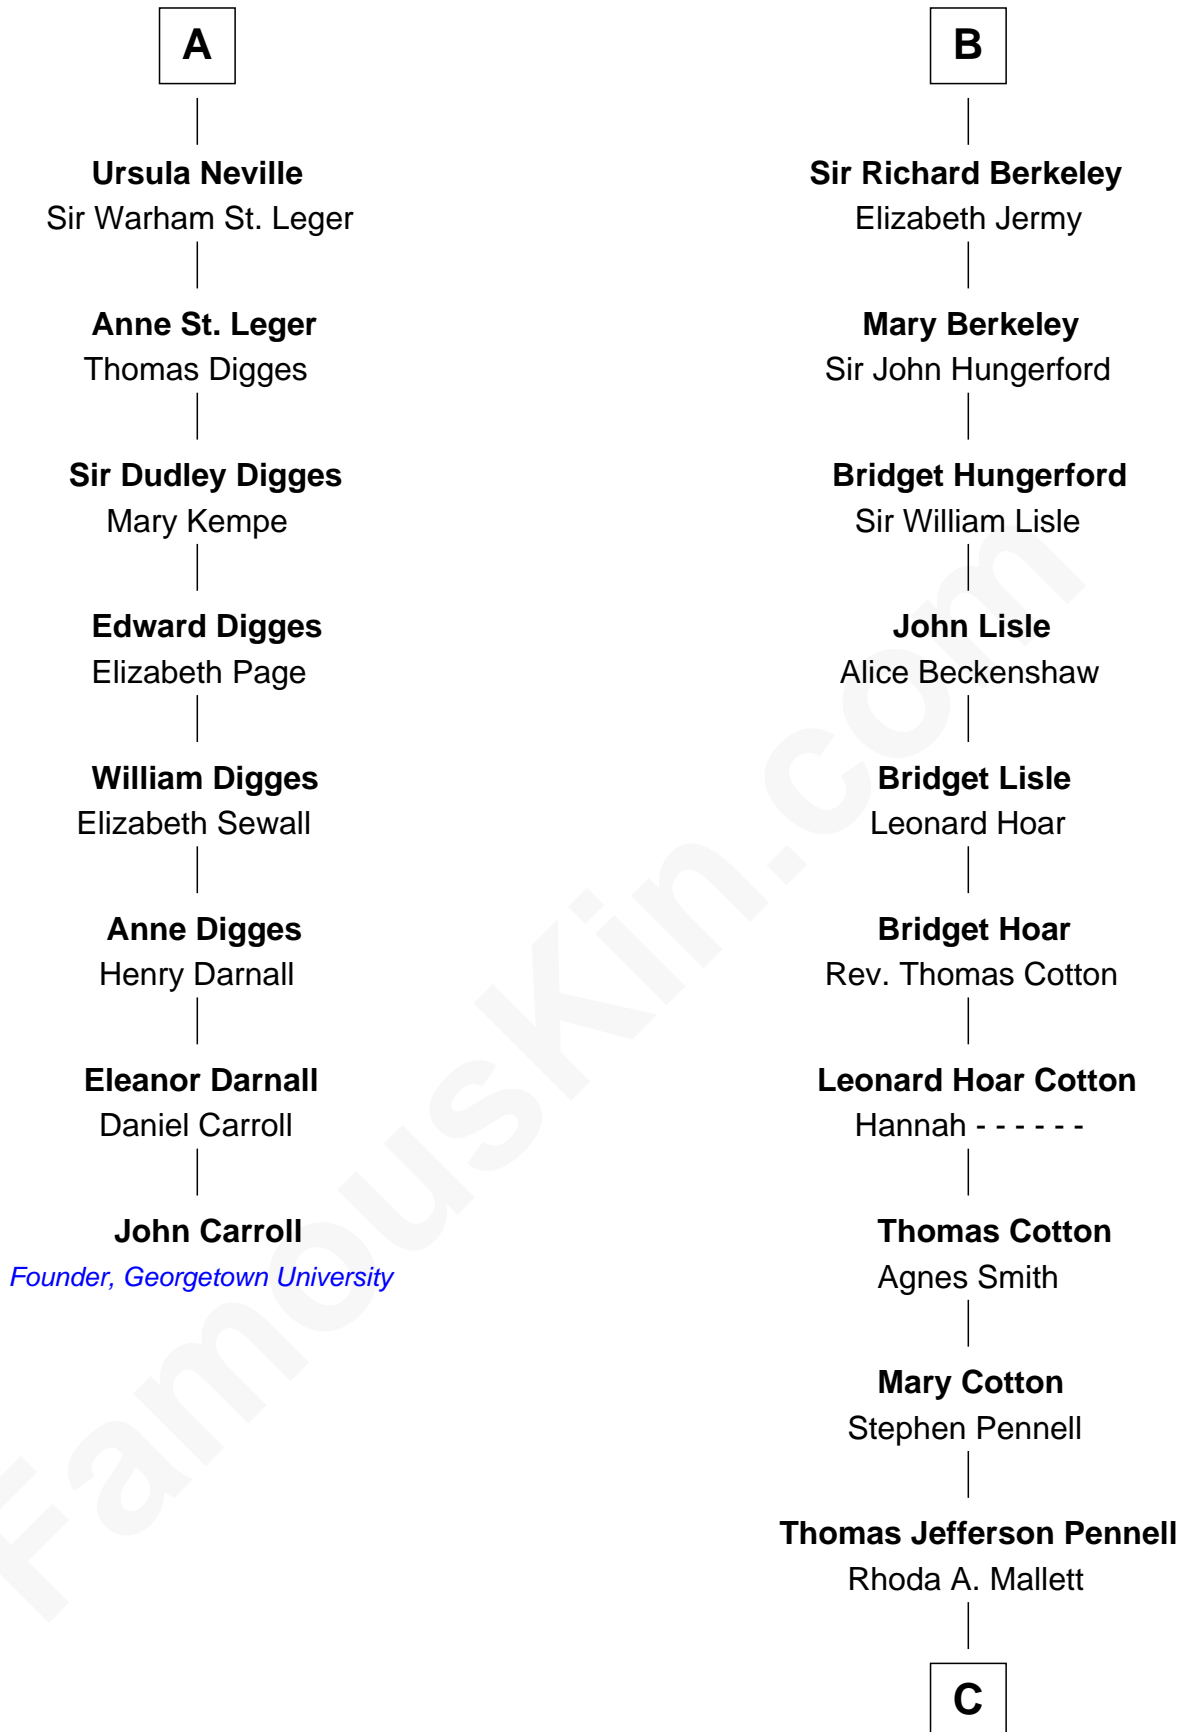 A
Ursula Neville
Sir Warham St. Leger
Anne St. Leger
Thomas Digges
Sir Dudley Digges
Mary Kempe
Edward Digges
Elizabeth Page
William Digges
Elizabeth Sewall
Anne Digges
Henry Darnall
Eleanor Darnall
Daniel Carroll
John Carroll
Founder, Georgetown University
B
Sir Richard Berkeley
Elizabeth Jermy
Mary Berkeley
Sir John Hungerford
Bridget Hungerford
Sir William Lisle
John Lisle
Alice Beckenshaw
Bridget Lisle
Leonard Hoar
Bridget Hoar
Rev. Thomas Cotton
Leonard Hoar Cotton
Hannah - - - - - -
Thomas Cotton
Agnes Smith
Mary Cotton
Stephen Pennell
Thomas Jefferson Pennell
Rhoda A. Mallett
C
FamousKin.com